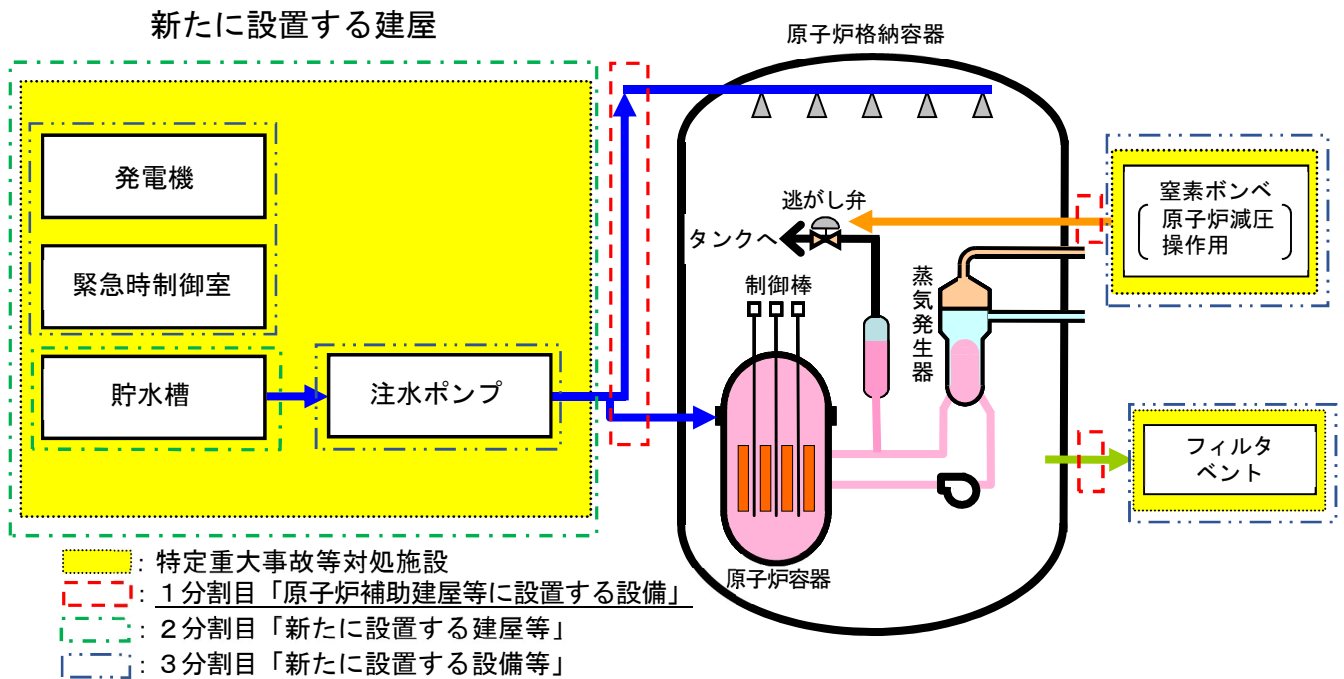 新たに設置する建屋
原子炉格納容器
発電機
緊急時制御室
貯水槽
注水ポンプ
逃がし弁
タンクへ
制御棒
蒸気発生器
原子炉容器
窒素ボンベ
原子炉減圧
操作用
フィルタ
ベント
：特定重大事故等対処施設
：１分割目「原子炉補助建屋等に設置する設備」
：２分割目「新たに設置する建屋等」
：３分割目「新たに設置する設備等」